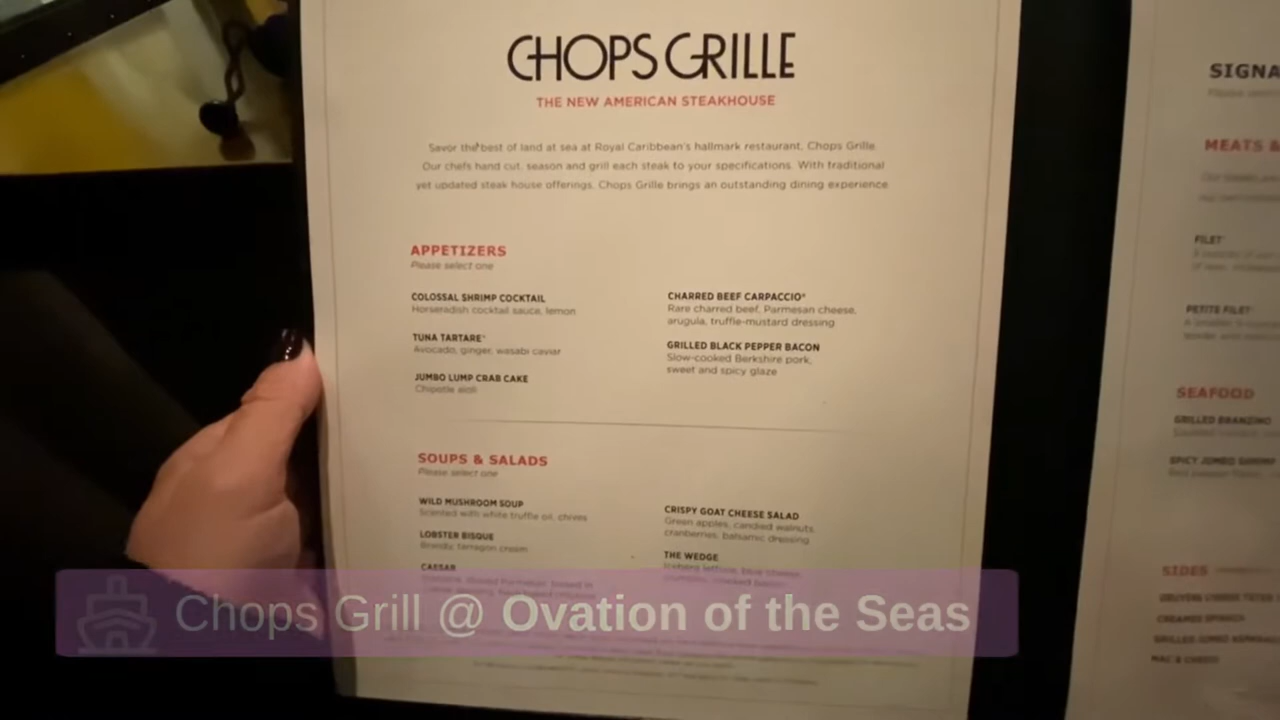 CHOPS GRILLE
THE NEW AMERICAN STEAKHOUSE
Savor the best of land at sea at Royal Caribbean's hallmark restaurant, Chops Grille.
Our chefs hand cut, season and grill each steak to your specifications. With traditional
yet updated steak house offerings, Chops Grille brings an outstanding dining experience.
APPETIZERS
Please select one
COLOSSAL SHRIMP COCKTAIL
Horseradish cocktail sauce, lemon
TUNA TARTARE*
Avocado, ginger, wasabi caviar
JUMBO LUMP CRAB CAKE
Chipotle aioli
CHARRED BEEF CARPACCIO*
Rare charred beef, Parmesan cheese,
arugula, truffle-mustard dressing
GRILLED BLACK PEPPER BACON
Slow-cooked Berkshire pork,
sweet and spicy glaze
SOUPS & SALADS
Please select one
WILD MUSHROOM SOUP
Scented with white truffle oil, chives
LOBSTER BISQUE
Brandy, tarragon cream
CAESAR
CRISPY GOAT CHEESE SALAD
Green apples, candied walnuts,
cranberries, balsamic dressing
THE WEDGE
Iceberg lettuce, blue cheese,
SIGNA
MEATS &
FILET*
PETITE FILET*
SEAFOOD
GRILLED BRANZINO
SPICY JUMBO SHRIMP
SIDES
CREAMED SPINACH
MAC & CHEESE
Chops Grill @ Ovation of the Seas